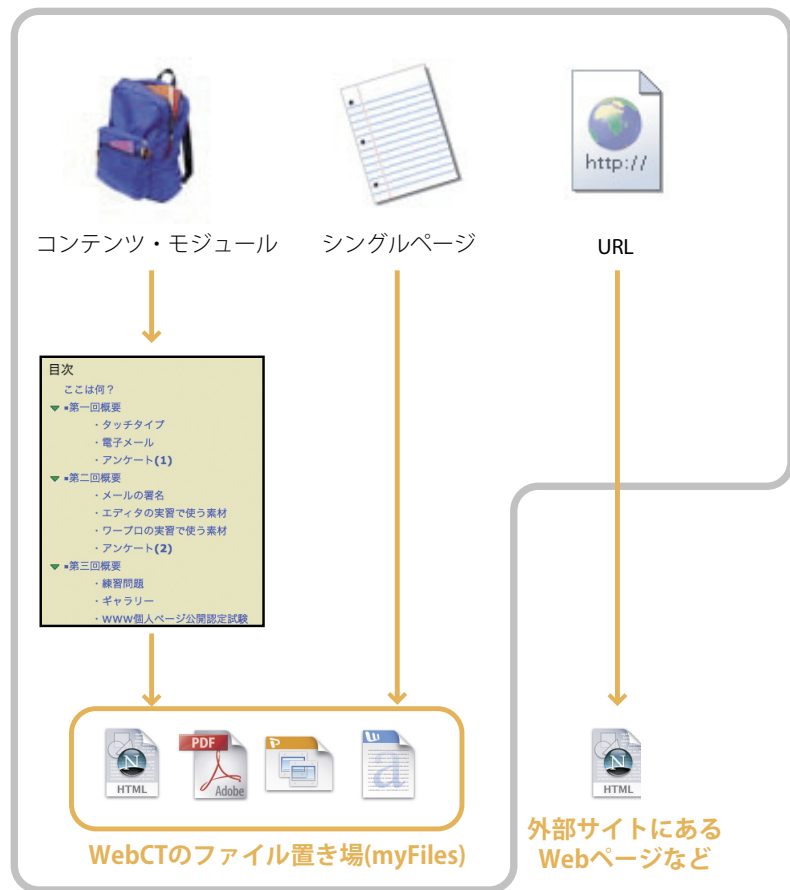 http://
コンテンツ・モジュール
シングルページ
URL
目次
ここは何?
▼ ▪第一回概要
・タッチタイプ
・電子メール
・アンケート(1)
▼ ▪第二回概要
・メールの署名
・エディタの実習で使う素材
・ワープロの実習で使う素材
・アンケート(2)
▼ ▪第三回概要
・練習問題
・ギャラリー
・WWW個人ページ公開認定試験
N
HTML
PDF
Adobe
P
W
a
WebCTのファイル置き場(myFiles)
N
HTML
外部サイトにある
Webページなど